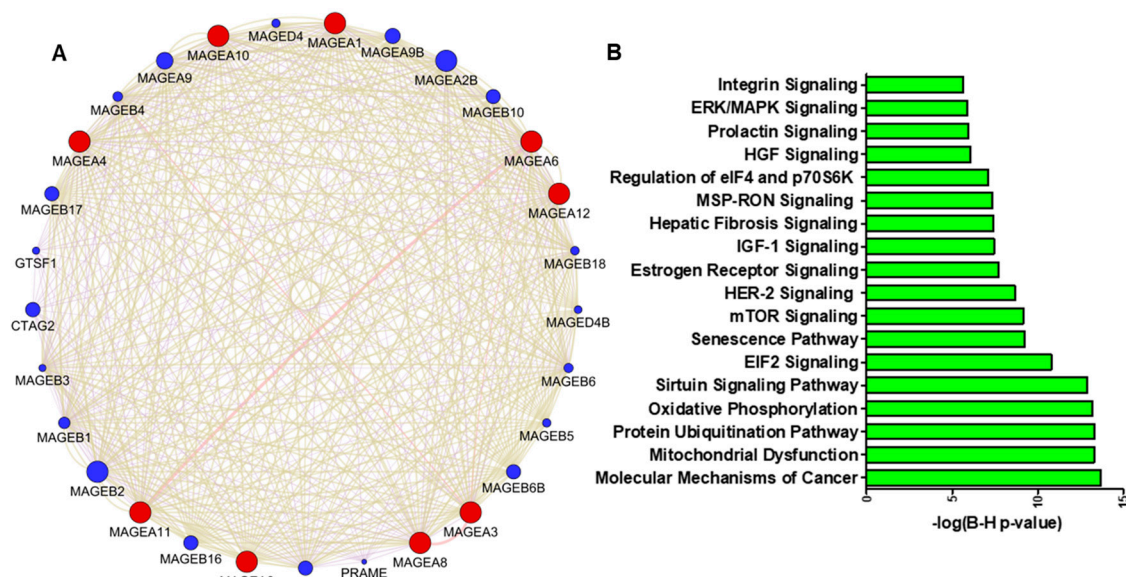 A
MAGED4
MAGEA1
MAGEA9B
MAGEA2B
MAGEB10
MAGEA6
MAGEA12
MAGEB18
MAGED4B
MAGEB6
MAGEB5
MAGEB6B
MAGEA3
MAGEA8
PRAME
MAGEB16
MAGEA11
MAGEB2
MAGEB1
MAGEB3
CTAG2
GTSF1
MAGEB17
MAGEA4
MAGEB4
MAGEA9
MAGEA10
B
Integrin Signaling
ERK/MAPK Signaling
Prolactin Signaling
HGF Signaling
Regulation of eIF4 and p70S6K
MSP-RON Signaling
Hepatic Fibrosis Signaling
IGF-1 Signaling
Estrogen Receptor Signaling
HER-2 Signaling
mTOR Signaling
Senescence Pathway
EIF2 Signaling
Sirtuin Signaling Pathway
Oxidative Phosphorylation
Protein Ubiquitination Pathway
Mitochondrial Dysfunction
Molecular Mechanisms of Cancer
0 5 10 15
-log(B-H p-value)